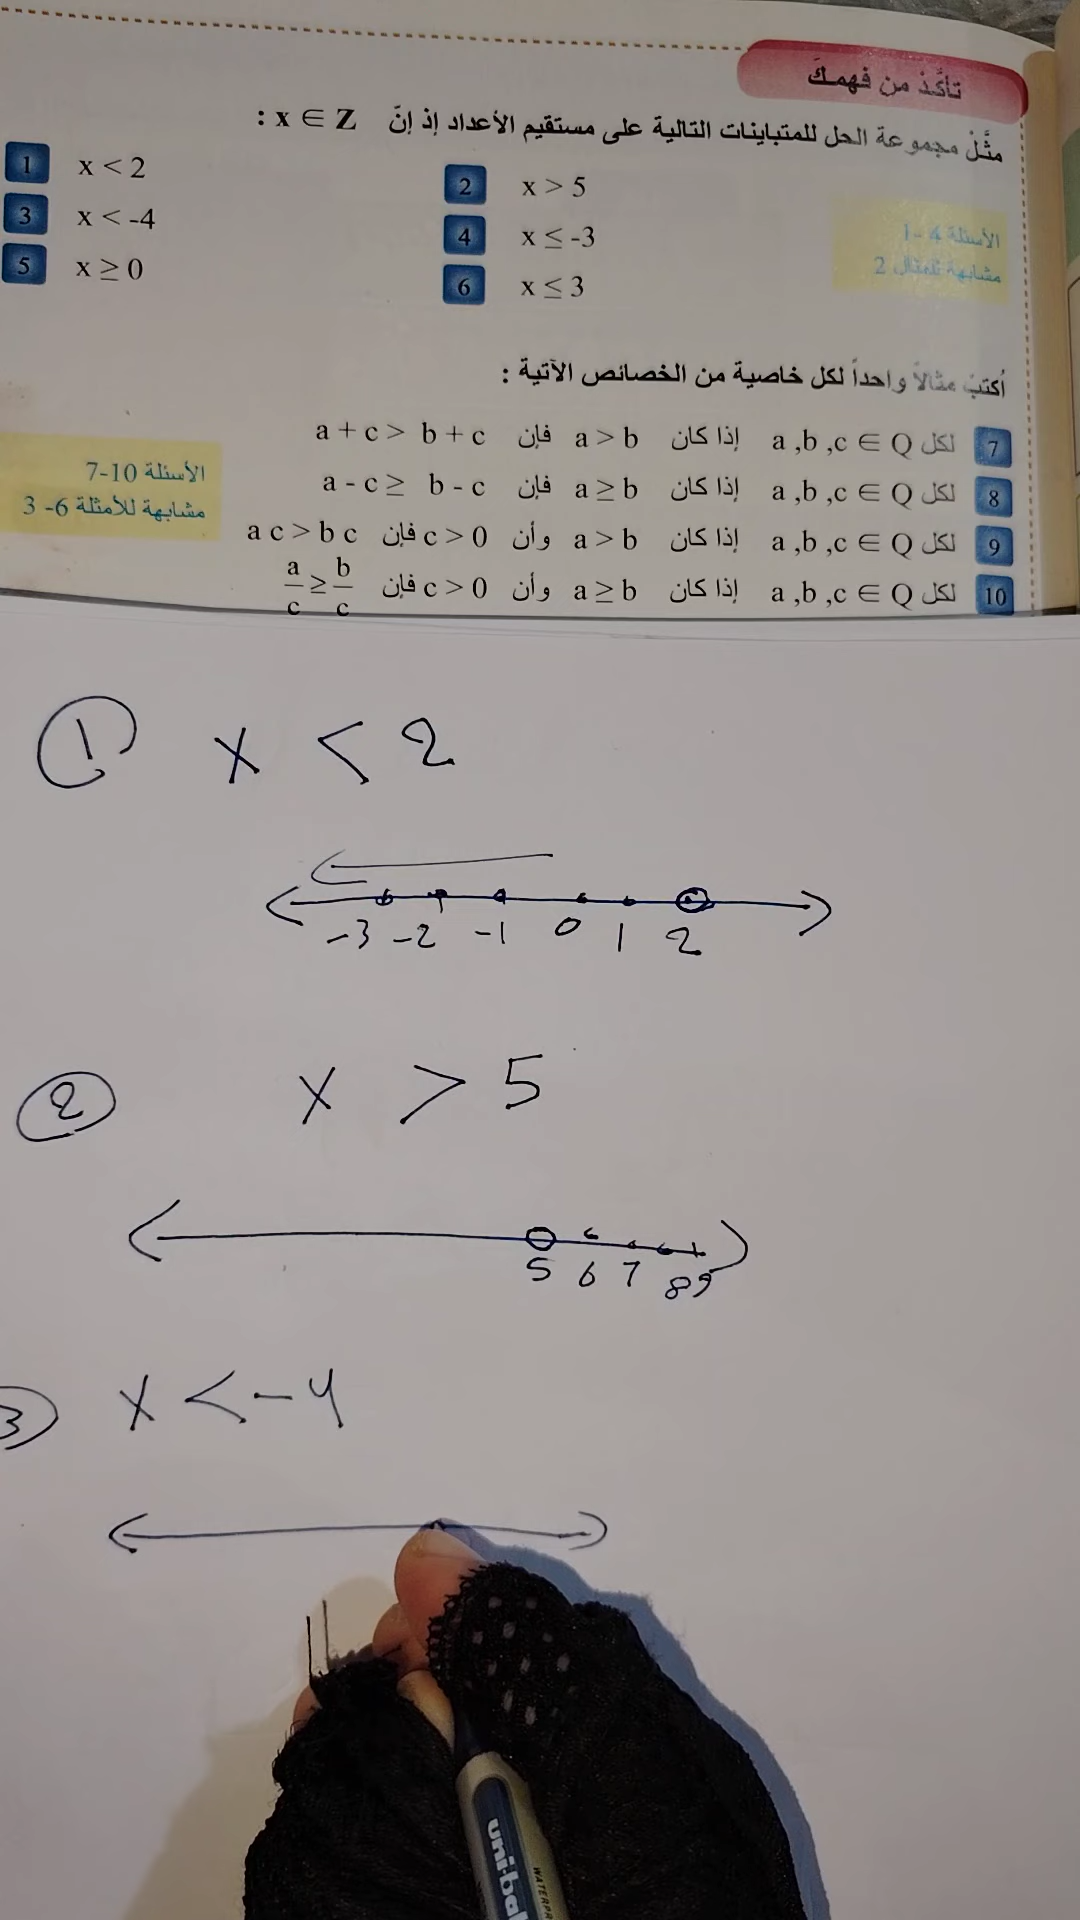 تأكَّدْ من فهمكَ
مثَّلْ مجموعة الحل للمتباينات التالية على مستقيم الأعداد إذ إنَّ x ∈ Z :
1 x < 2
2 x > 5
3 x < -4
4 x ≤ -3
5 x ≥ 0
6 x ≤ 3
الأسئلة 4 -1
مشابهة للمثال 2
أكتبُ مثالاً واحداً لكل خاصية من الخصائص الآتية :
7 لكل a ,b ,c ∈ Q إذا كان a > b فإن a + c > b + c
8 لكل a ,b ,c ∈ Q إذا كان a ≥ b فإن a - c ≥ b - c
9 لكل a ,b ,c ∈ Q إذا كان a > b وأن c > 0 فإن a c > b c
10 لكل a ,b ,c ∈ Q إذا كان a ≥ b وأن c > 0 فإن a/c ≥ b/c
الأسئلة 10-7
مشابهة للأمثلة 6- 3
1 x < 2
-3 -2 -1 0 1 2
2 x > 5
5 6 7 8 9
3 x < -4
uni-bal
WATERPR